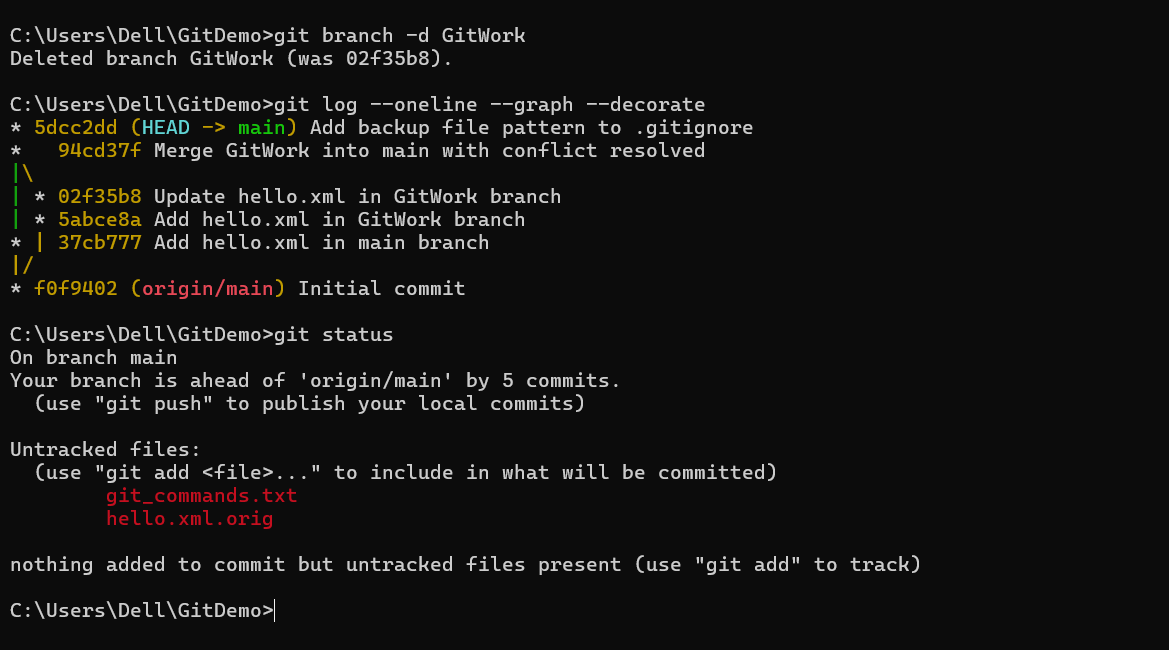 C:\Users\Dell\GitDemo>git branch -d GitWork
Deleted branch GitWork (was 02f35b8).
C:\Users\Dell\GitDemo>git log --oneline --graph --decorate
* 5dcc2dd (HEAD -> main) Add backup file pattern to .gitignore
*   94cd37f Merge GitWork into main with conflict resolved
|\
| * 02f35b8 Update hello.xml in GitWork branch
| * 5abce8a Add hello.xml in GitWork branch
* | 37cb777 Add hello.xml in main branch
|/
* f0f9402 (origin/main) Initial commit
C:\Users\Dell\GitDemo>git status
On branch main
Your branch is ahead of 'origin/main' by 5 commits.
  (use "git push" to publish your local commits)
Untracked files:
  (use "git add <file>..." to include in what will be committed)
        git_commands.txt
        hello.xml.orig
nothing added to commit but untracked files present (use "git add" to track)
C:\Users\Dell\GitDemo>